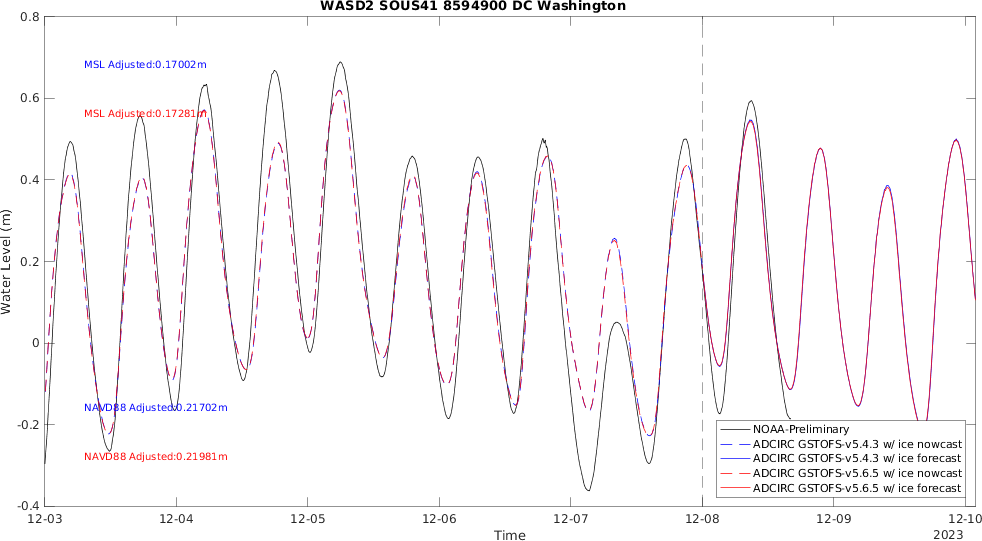 WASD2 SOUS41 8594900 DC Washington
0.8
0.6
0.4
0.2
0
-0.2
-0.4
Water Level (m)
MSL Adjusted:0.17002m
MSL Adjusted:0.17281m
NAVD88 Adjusted:0.21702m
NAVD88 Adjusted:0.21981m
NOAA-Preliminary
ADCIRC GSTOFS-v5.4.3 w/ ice nowcast
ADCIRC GSTOFS-v5.4.3 w/ ice forecast
ADCIRC GSTOFS-v5.6.5 w/ ice nowcast
ADCIRC GSTOFS-v5.6.5 w/ ice forecast
12-03 12-04 12-05 12-06 12-07 12-08 12-09 12-10
Time
2023